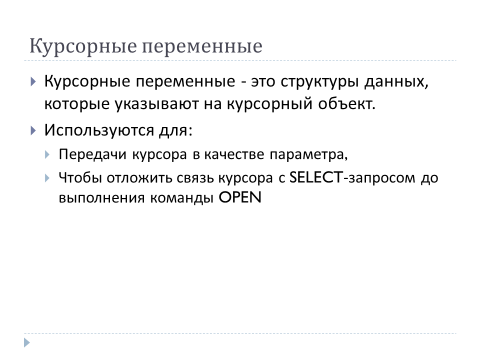 Курсорные переменные
Курсорные переменные - это структуры данных,
которые указывают на курсорный объект.
Используются для:
Передачи курсора в качестве параметра,
Чтобы отложить связь курсора с SELECT-запросом до
выполнения команды OPEN